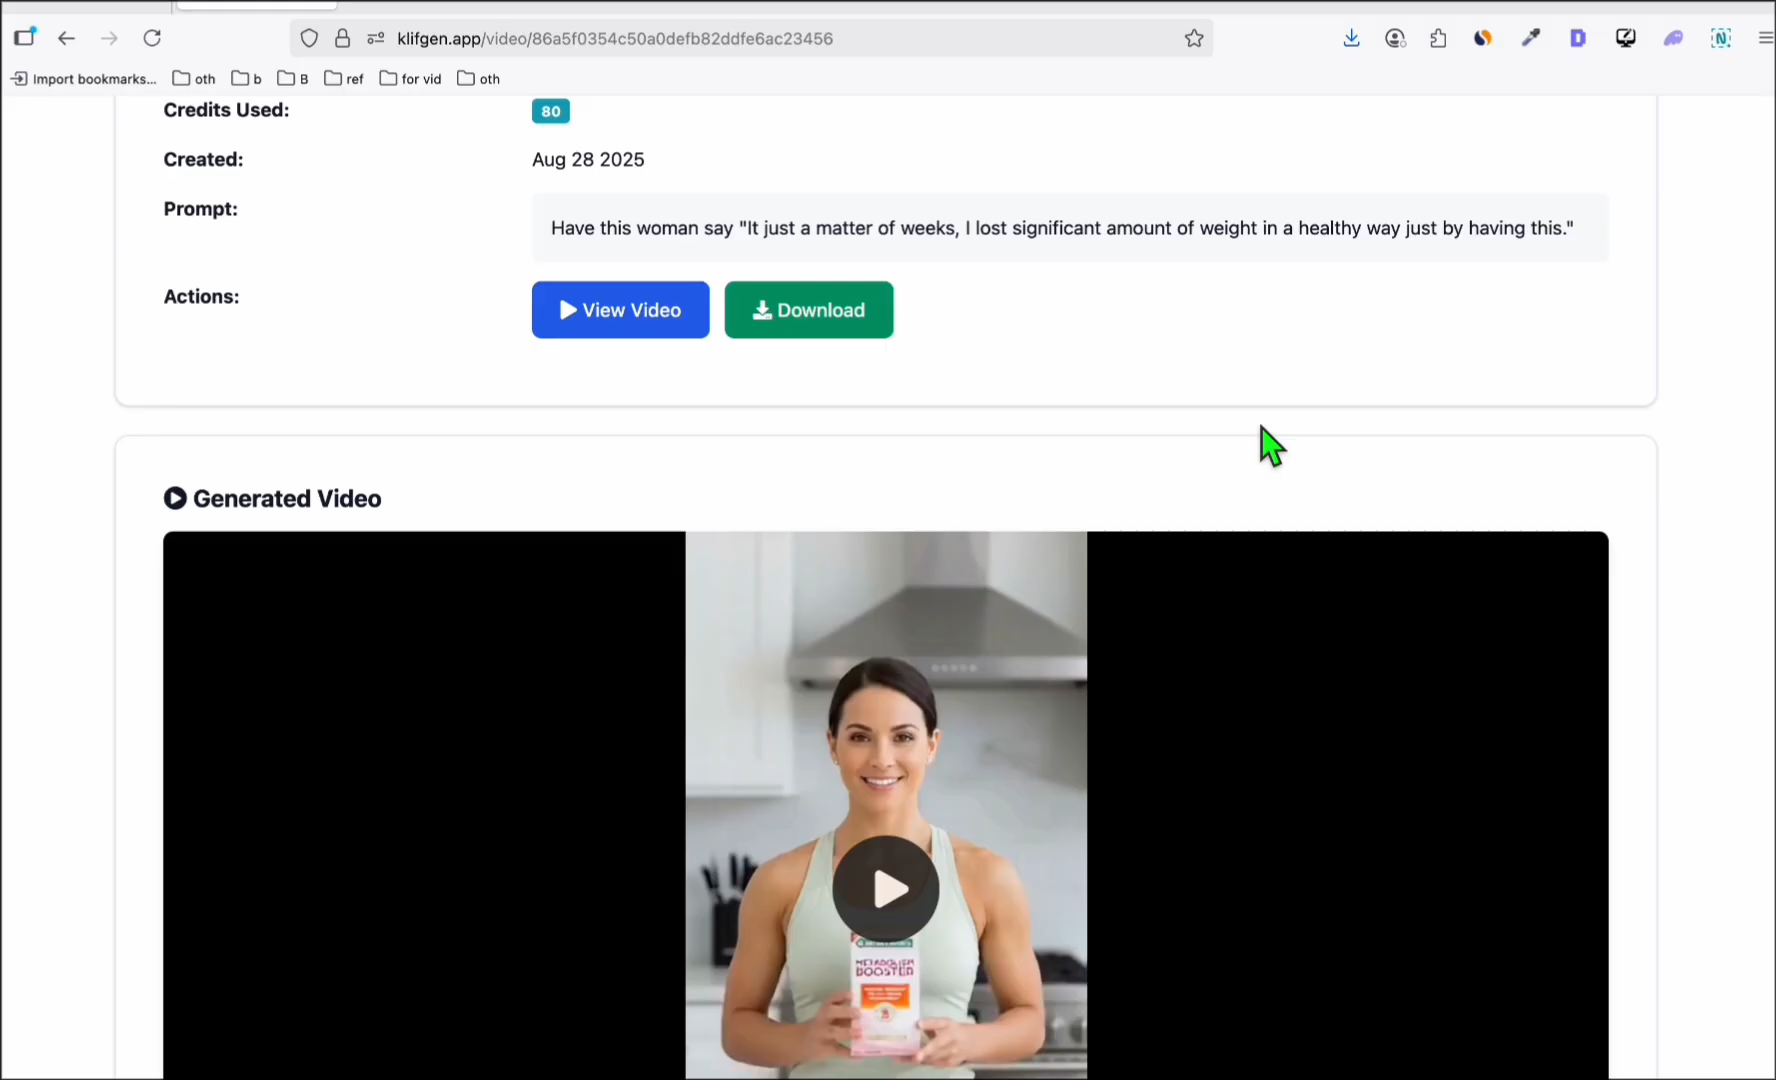 klifgen.app/video/86a5f0354c50a0defb82ddfe6ac23456
Import bookmarks... oth b B ref for vid oth
Credits Used: 80
Created: Aug 28 2025
Prompt: Have this woman say "It just a matter of weeks, I lost significant amount of weight in a healthy way just by having this."
Actions: View Video Download
Generated Video
METABOLISM
BOOSTER